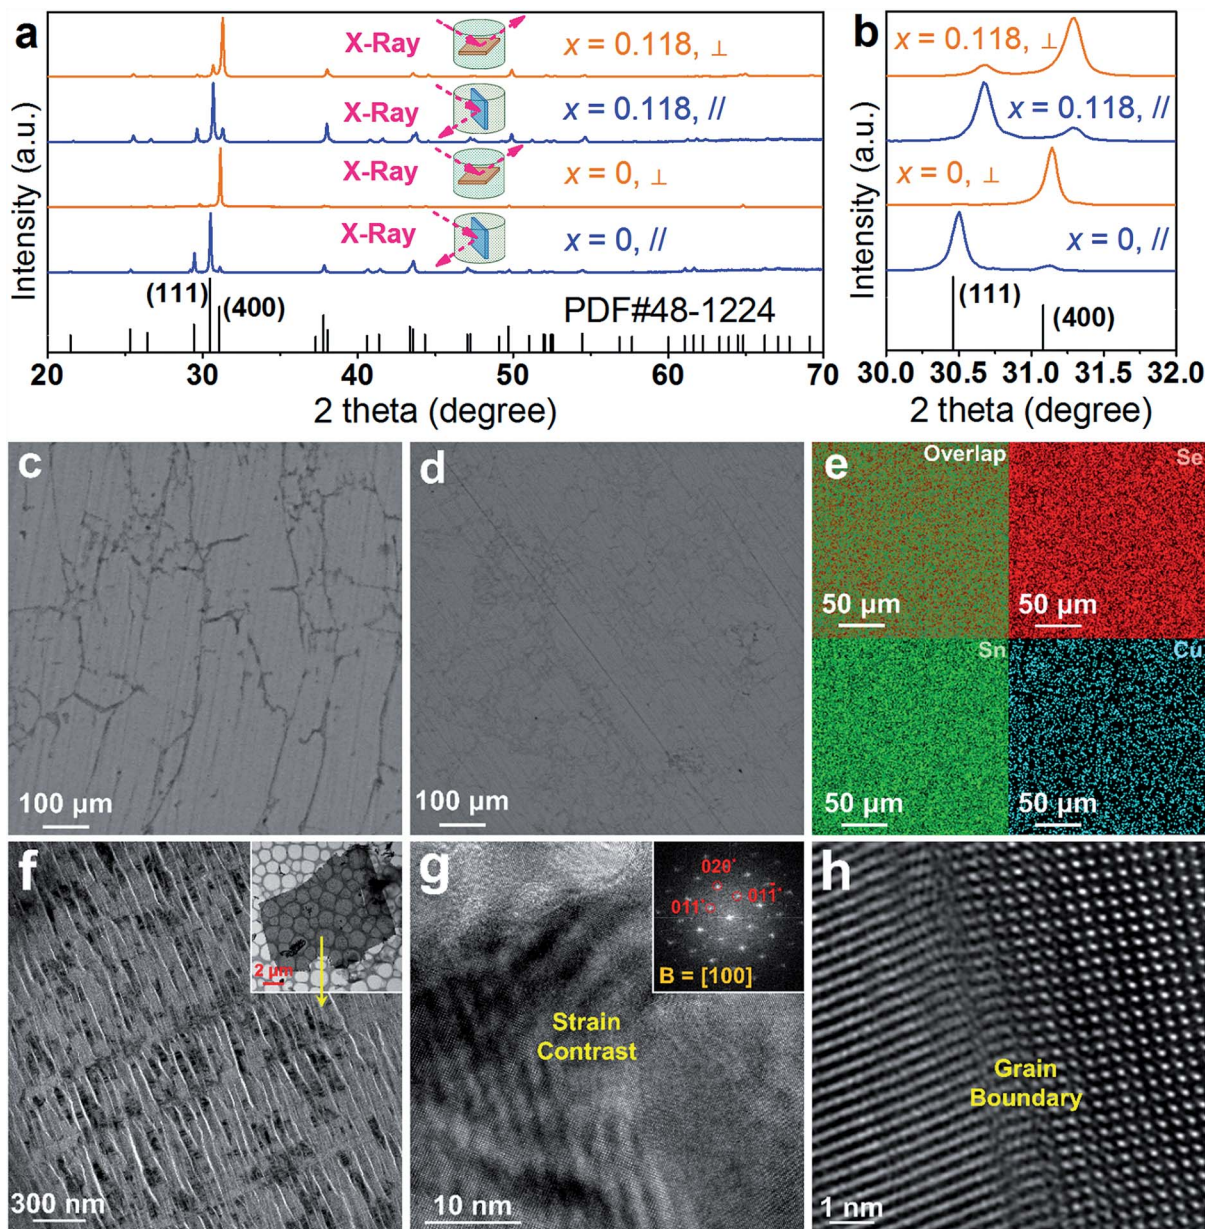 a
Intensity (a.u.)
X-Ray
x = 0.118, ⊥
X-Ray
x = 0.118, //
X-Ray
x = 0, ⊥
X-Ray
x = 0, //
(111)
(400)
PDF#48-1224
20 30 40 50 60 70
2 theta (degree)
b
Intensity (a.u.)
x = 0.118, ⊥
x = 0.118, //
x = 0, ⊥
x = 0, //
(111)
(400)
30.0 30.5 31.0 31.5 32.0
2 theta (degree)
c
100 µm
d
100 µm
e
Overlap
50 µm
Se
50 µm
Sn
50 µm
Cu
50 µm
f
2 µm
300 nm
g
020*
011̄*
011*
B = [100]
Strain
Contrast
10 nm
h
Grain
Boundary
1 nm